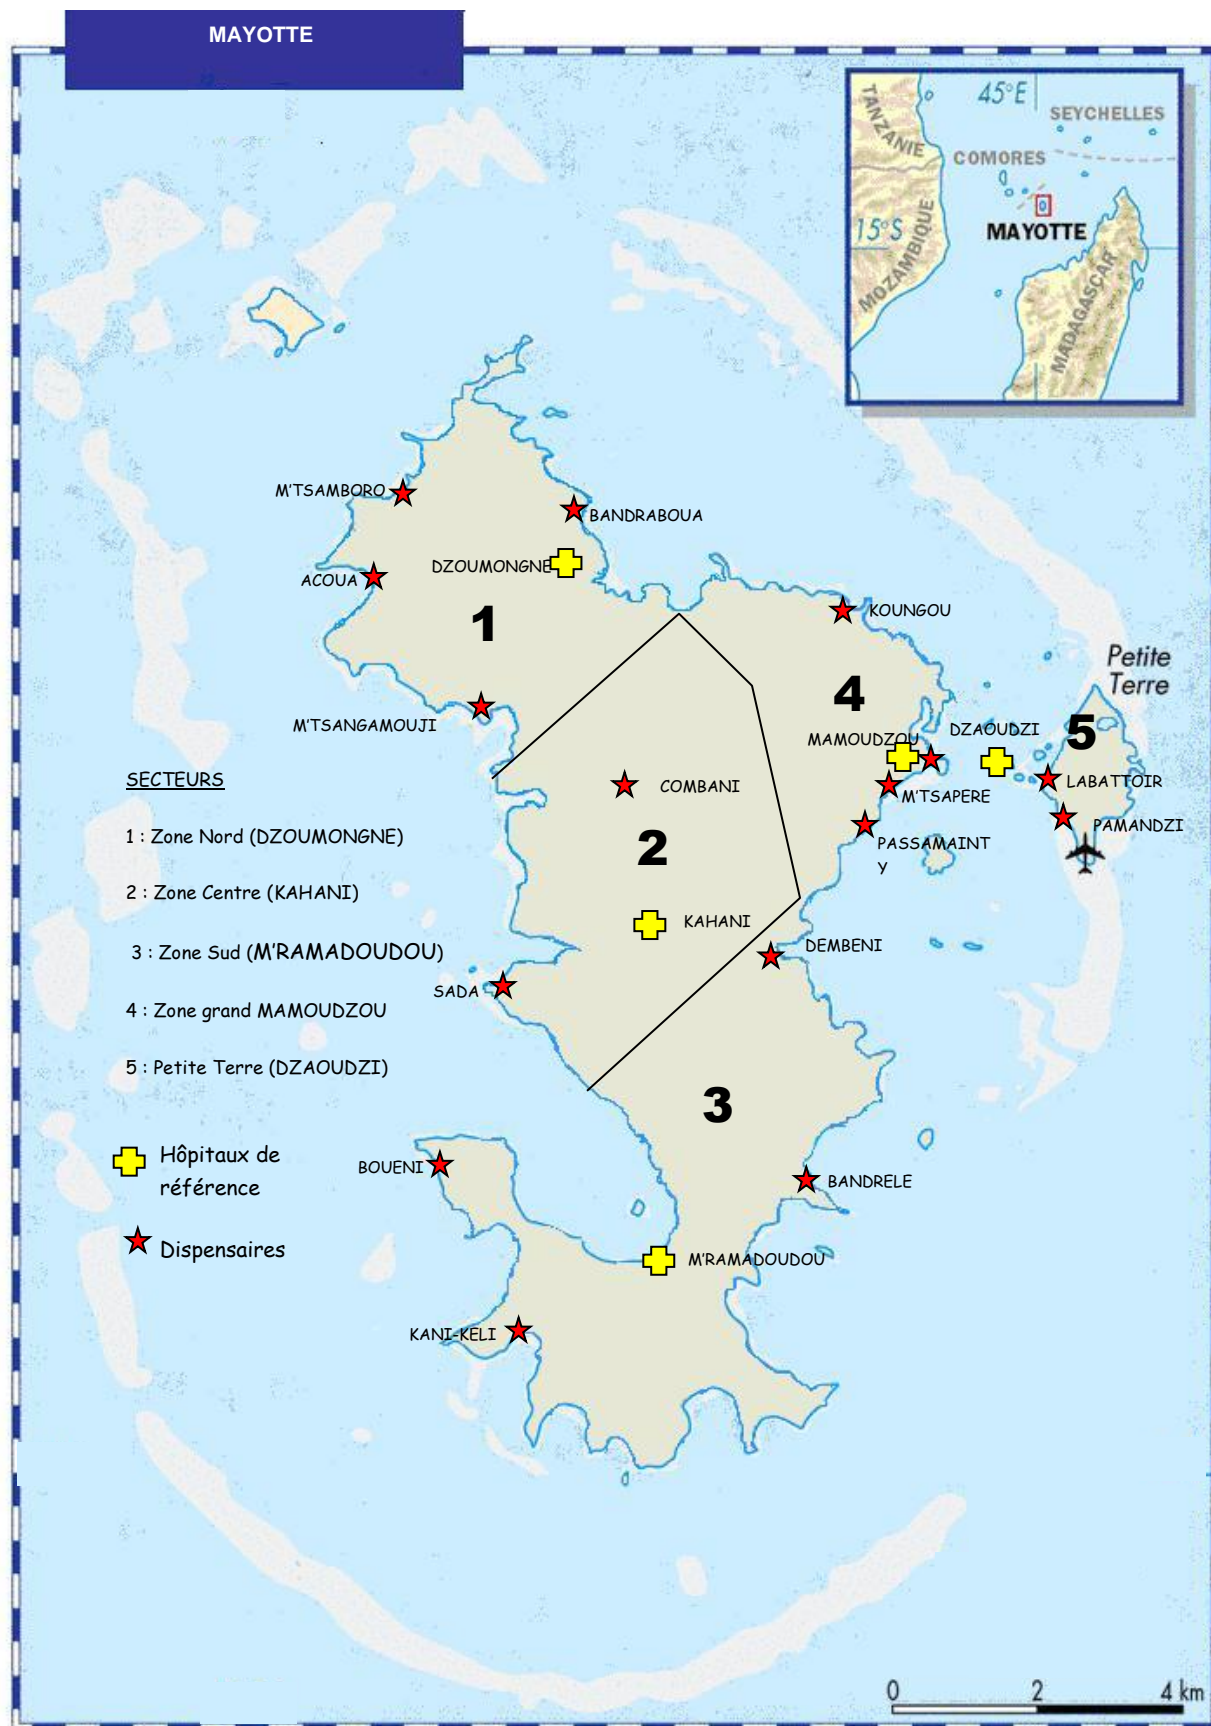 MAYOTTE
45°E
TANZANIE
SEYCHELLES
COMORES
15°S
MOZAMBIQUE
MAYOTTE
MADAGASCAR
M'TSAMBORO
BANDRABOUA
DZOUMONGNE
ACOUA
1
KOUNGOU
Petite
Terre
4
M'TSANGAMOUJI
DZAOUDZI
5
MAMOUDZOU
SECTEURS
COMBANI
LABATTOIR
M'TSAPERE
PAMANDZI
1 : Zone Nord (DZOUMONGNE)
2
PASSAMAINT
Y
2 : Zone Centre (KAHANI)
KAHANI
3 : Zone Sud (M'RAMADOUDOU)
DEMBENI
SADA
4 : Zone grand MAMOUDZOU
5 : Petite Terre (DZAOUDZI)
3
Hôpitaux de
référence
BOUENI
BANDRELE
Dispensaires
M'RAMADOUDOU
KANI-KELI
0 2 4 km